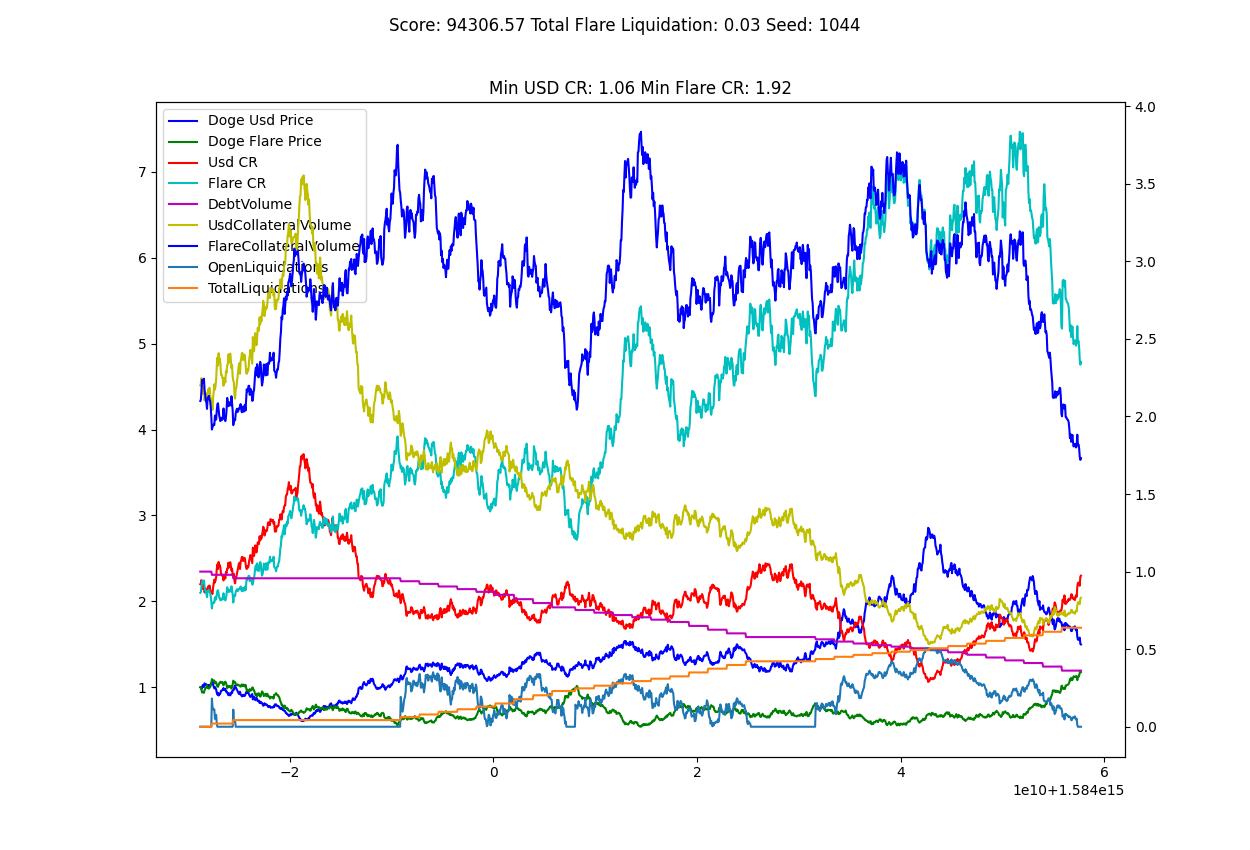 Score: 94306.57 Total Flare Liquidation: 0.03 Seed: 1044
Min USD CR: 1.06 Min Flare CR: 1.92
Doge Usd Price
Doge Flare Price
Usd CR
Flare CR
DebtVolume
UsdCollateralVolume
FlareCollateralVolume
OpenLiquidations
TotalLiquidations
7
6
5
4
3
2
1
4.0
3.5
3.0
2.5
2.0
1.5
1.0
0.5
0.0
−2 0 2 4 6
1e10+1.584e15